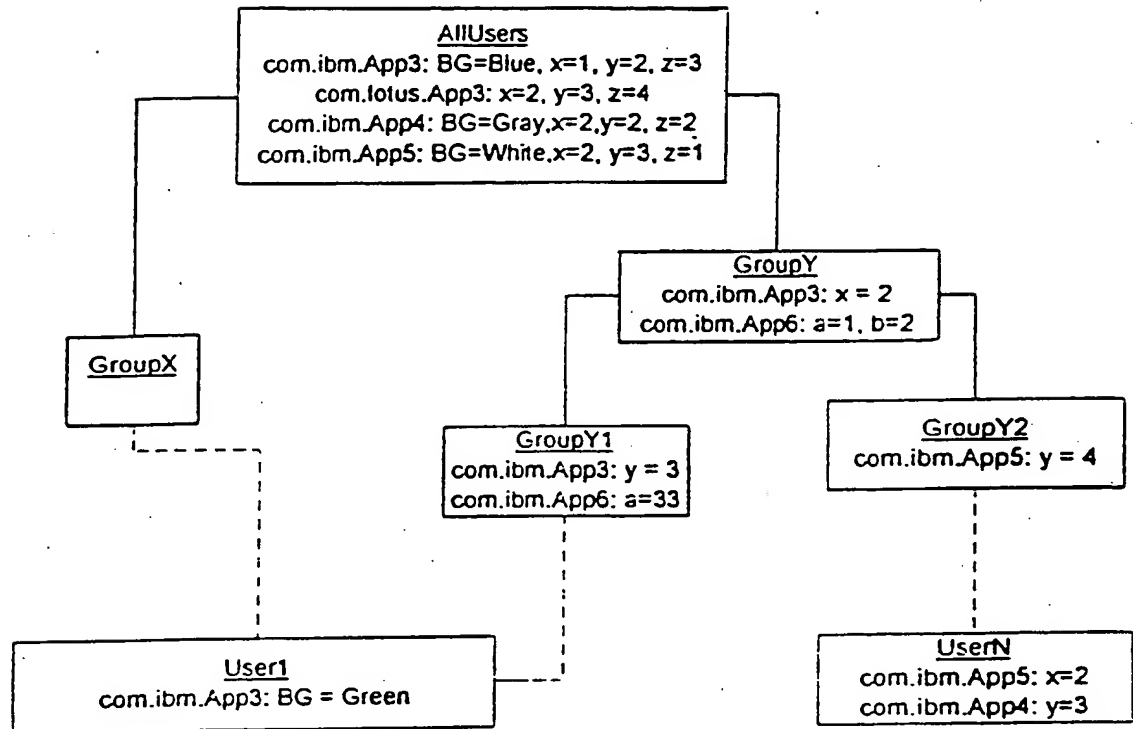 AllUsers
com.ibm.App3: BG=Blue, x=1, y=2, z=3
com.lotus.App3: x=2, y=3, z=4
com.ibm.App4: BG=Gray,x=2,y=2, z=2
com.ibm.App5: BG=White,x=2, y=3, z=1
GroupY
com.ibm.App3: x = 2
com.ibm.App6: a=1, b=2
GroupX
GroupY1
com.ibm.App3: y = 3
com.ibm.App6: a=33
GroupY2
com.ibm.App5: y = 4
User1
com.ibm.App3: BG = Green
UserN
com.ibm.App5: x=2
com.ibm.App4: y=3